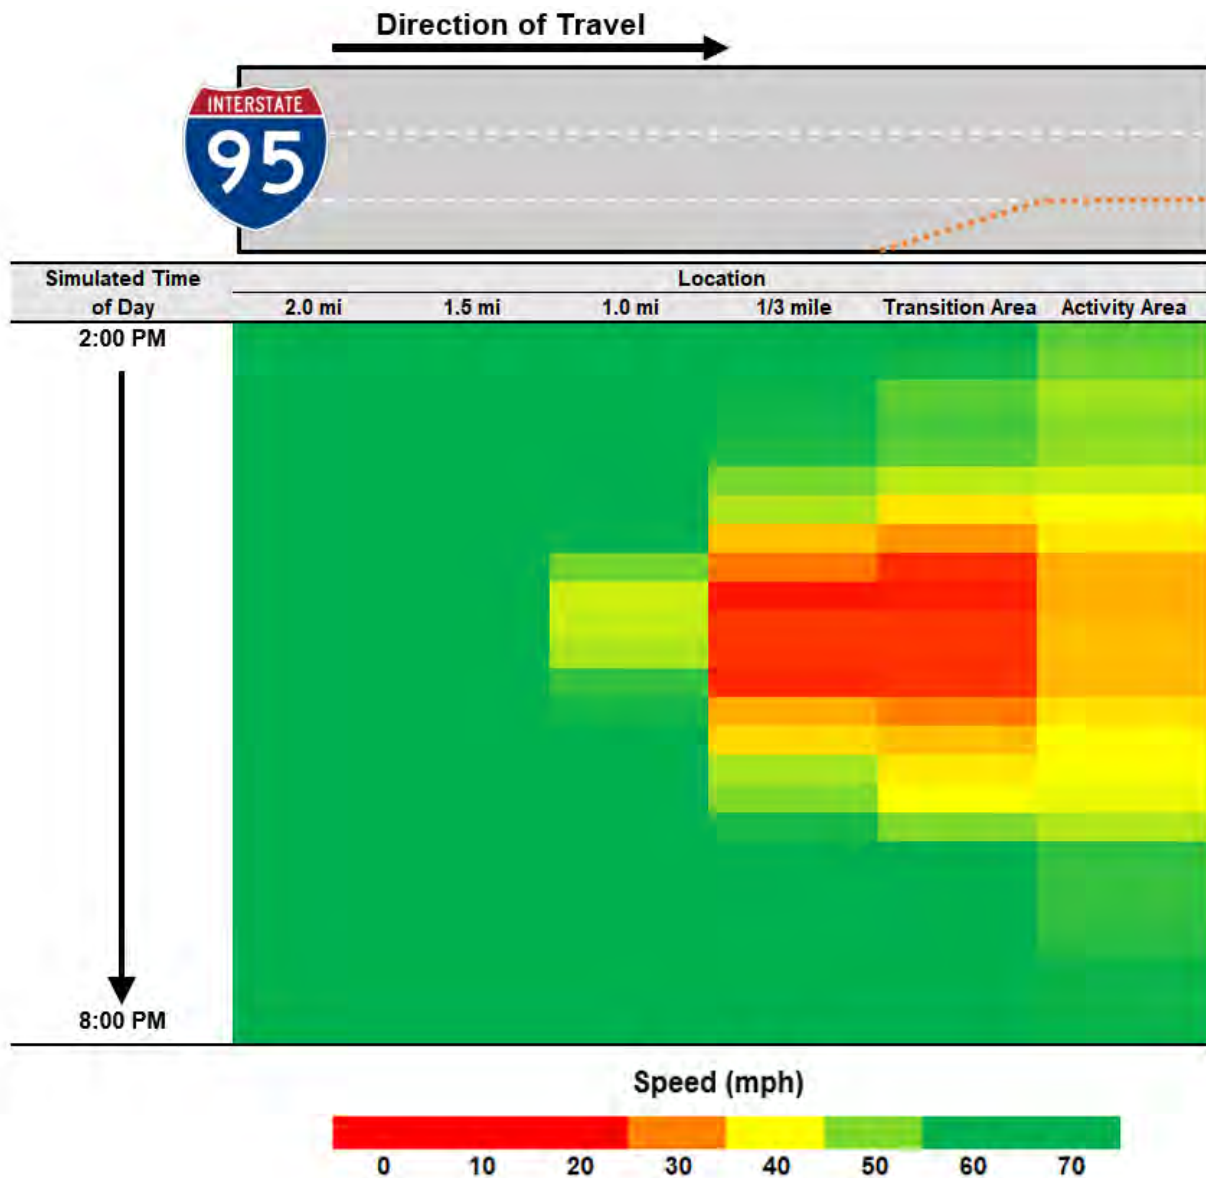 Direction of Travel
INTERSTATE
95
Simulated Time
of Day
Location
2.0 mi 1.5 mi 1.0 mi 1/3 mile Transition Area Activity Area
2:00 PM
8:00 PM
Speed (mph)
0 10 20 30 40 50 60 70